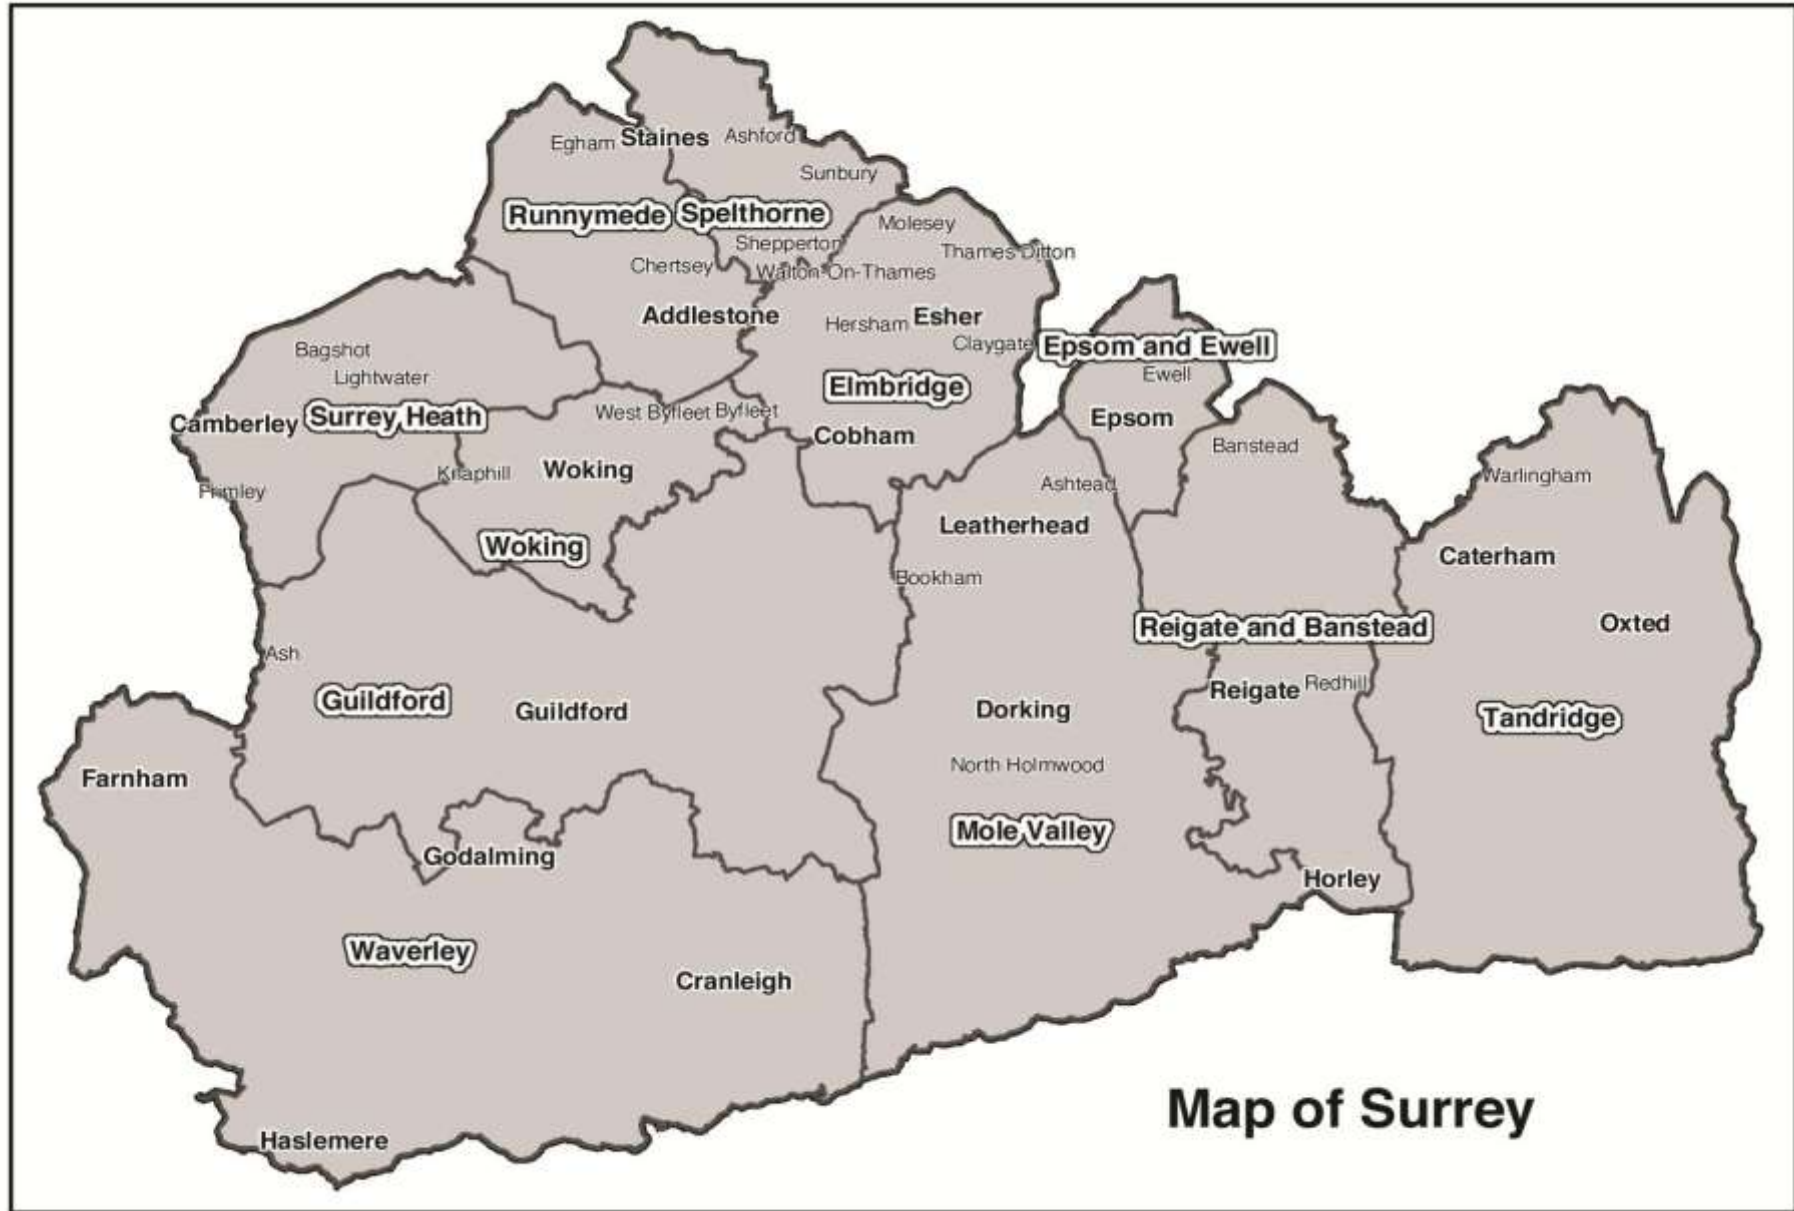 Egham
Staines
Ashford
Sunbury
Runnymede
Spelthorne
Molesey
Shepperton
Thames Ditton
Chertsey
Walton-On-Thames
Addlestone
Hersham
Esher
Claygate
Epsom and Ewell
Bagshot
Lightwater
Ewell
Elmbridge
Camberley
Surrey Heath
West Byfleet
Byfleet
Epsom
Cobham
Banstead
Knaphill
Woking
Frimley
Ashtead
Warlingham
Leatherhead
Woking
Caterham
Bookham
Oxted
Reigate and Banstead
Ash
Guildford
Guildford
Dorking
Reigate
Redhill
Tandridge
Farnham
North Holmwood
Mole Valley
Godalming
Horley
Waverley
Cranleigh
Map of Surrey
Haslemere